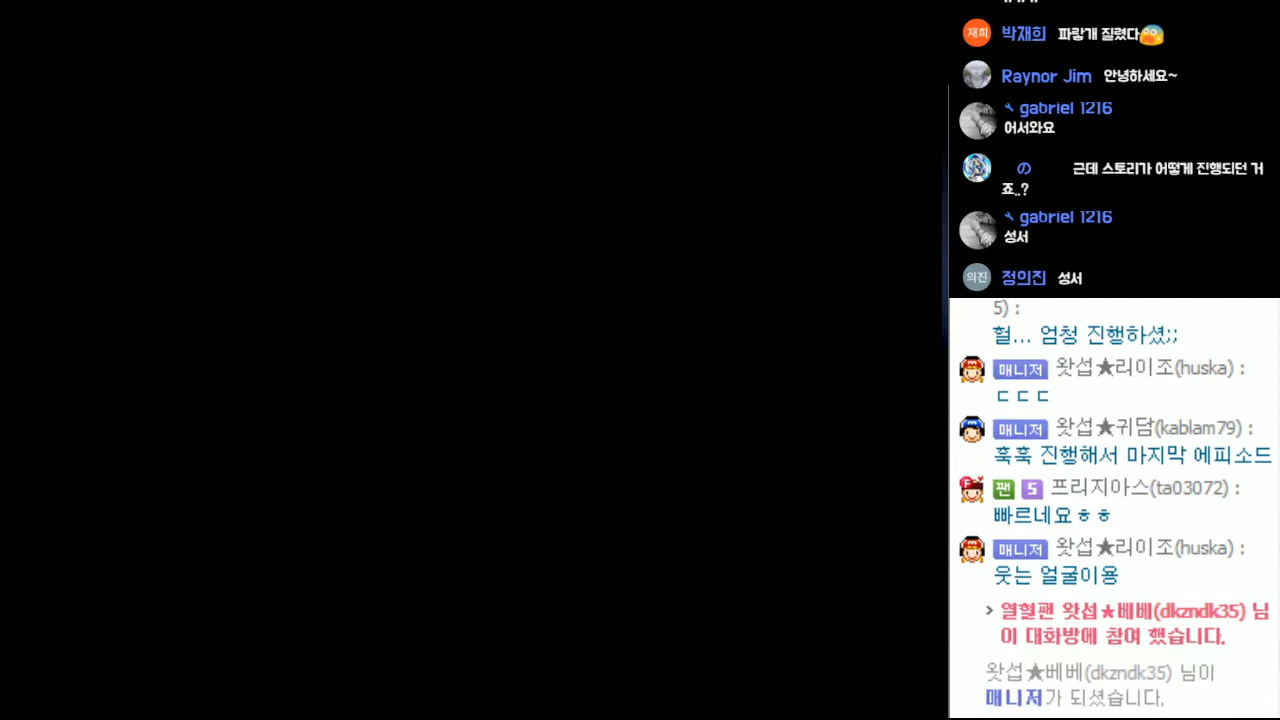 재희 박재희 파랗개 질렸다
Raynor Jim 안녕하세요~
gabriel 1216
어서와요
の 근데 스토리가 어떻게 진행되던 거
죠..?
gabriel 1216
성서
의진 정의진 성서
5) :
헐... 엄청 진행하셨;;
매니저 왓섭★리이조(huska) :
ㄷㄷㄷ
매니저 왓섭★귀담(kablam79) :
훅훅 진행해서 마지막 에피소드
팬 S 프리지아스(ta03072) :
빠르네요ㅎㅎ
매니저 왓섭★리이조(huska) :
웃는 얼굴이용
> 열혈팬 왓섭★베베(dkzndk35) 님
이 대화방에 참여 했습니다.
왓섭★베베(dkzndk35) 님이
매니저가 되셨습니다.